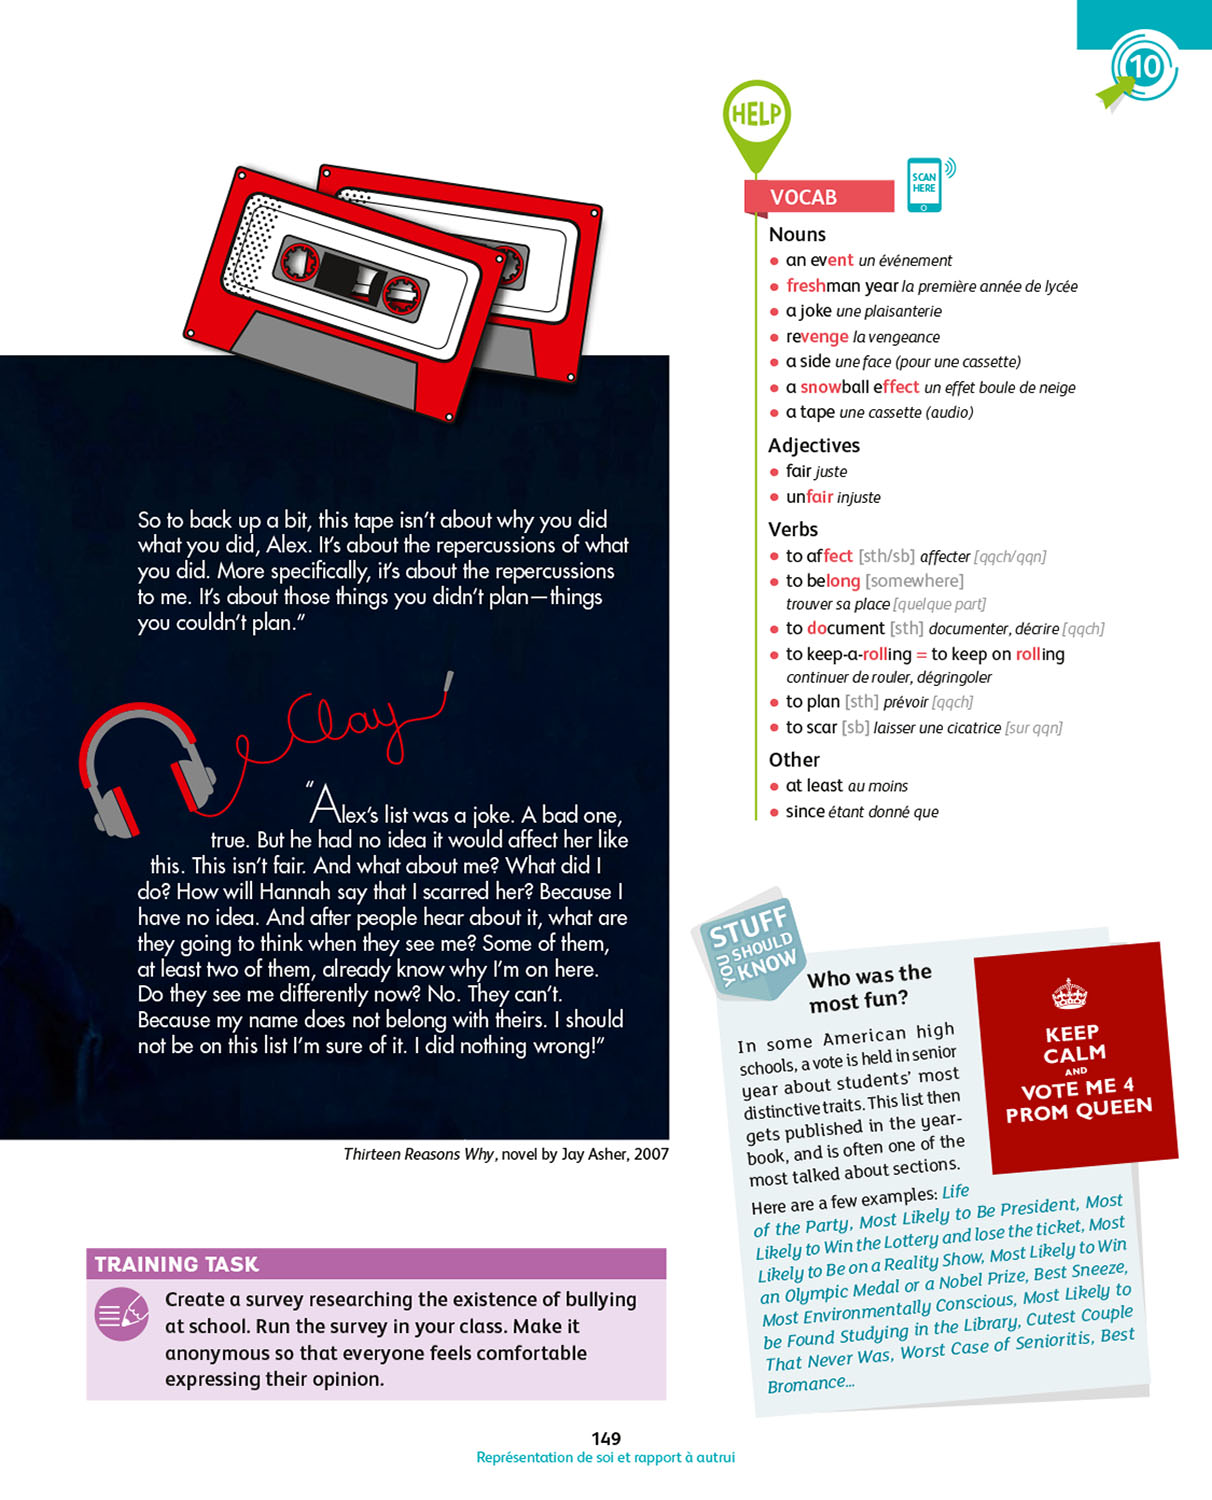 10
So to back up a bit, this tape isn't about why you did
what you did, Alex. It's about the repercussions of what
you did. More specifically, it's about the repercussions
to me. It's about those things you didn't plan—things
you couldn't plan."
Clay
"Alex's list was a joke. A bad one,
true. But he had no idea it would affect her like
this. This isn't fair. And what about me? What did I
do? How will Hannah say that I scarred her? Because I
have no idea. And after people hear about it, what are
they going to think when they see me? Some of them,
at least two of them, already know why I'm on here.
Do they see me differently now? No. They can't.
Because my name does not belong with theirs. I should
not be on this list I'm sure of it. I did nothing wrong!"
Thirteen Reasons Why, novel by Jay Asher, 2007
TRAINING TASK
Create a survey researching the existence of bullying
at school. Run the survey in your class. Make it
anonymous so that everyone feels comfortable
expressing their opinion.
HELP
VOCAB
SCAN
HERE
Nouns
• an event un événement
• freshman year la première année de lycée
• a joke une plaisanterie
• revenge la vengeance
• a side une face (pour une cassette)
• a snowball effect un effet boule de neige
• a tape une cassette (audio)
Adjectives
• fair juste
• unfair injuste
Verbs
• to affect [sth/sb] affecter [qqch/qqn]
• to belong [somewhere]
trouver sa place [quelque part]
• to document [sth] documenter, décrire [qqch]
• to keep-a-rolling = to keep on rolling
continuer de rouler, dégringoler
• to plan [sth] prévoir [qqch]
• to scar [sb] laisser une cicatrice [sur qqn]
Other
• at least au moins
• since étant donné que
STUFF
YOU SHOULD
KNOW
Who was the
most fun?
In some American high
schools, a vote is held in senior
year about students' most
distinctive traits. This list then
gets published in the year-
book, and is often one of the
most talked about sections.
Here are a few examples: Life
of the Party, Most Likely to Be President, Most
Likely to Win the Lottery and lose the ticket, Most
Likely to Be on a Reality Show, Most Likely to Win
an Olympic Medal or a Nobel Prize, Best Sneeze,
Most Environmentally Conscious, Most Likely to
be Found Studying in the Library, Cutest Couple
That Never Was, Worst Case of Senioritis, Best
Bromance...
KEEP
CALM
AND
VOTE ME 4
PROM QUEEN
149
Représentation de soi et rapport à autrui